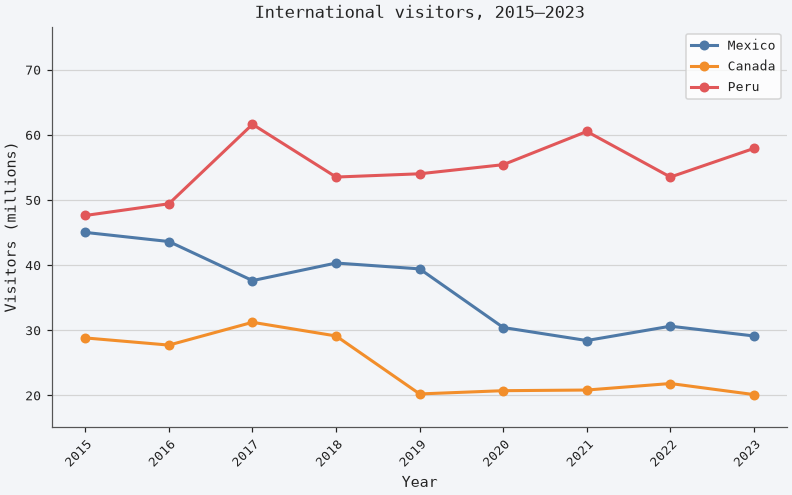 International visitors, 2015–2023
Mexico
Canada
Peru
Visitors (millions)
70
60
50
40
30
20
2015
2016
2017
2018
2019
2020
2021
2022
2023
Year